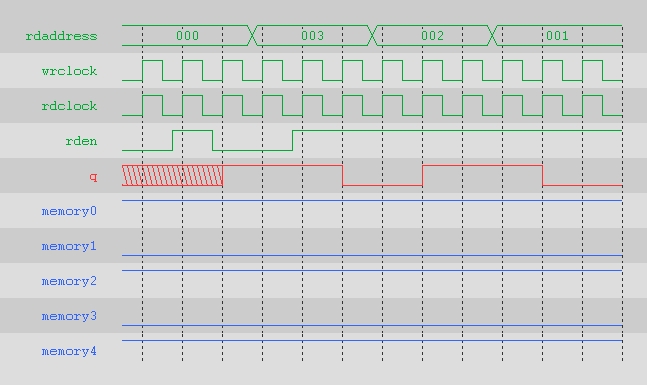 rdaddress 000 003 002 001
wrclock
rdclock
rden
q
memory0
memory1
memory2
memory3
memory4